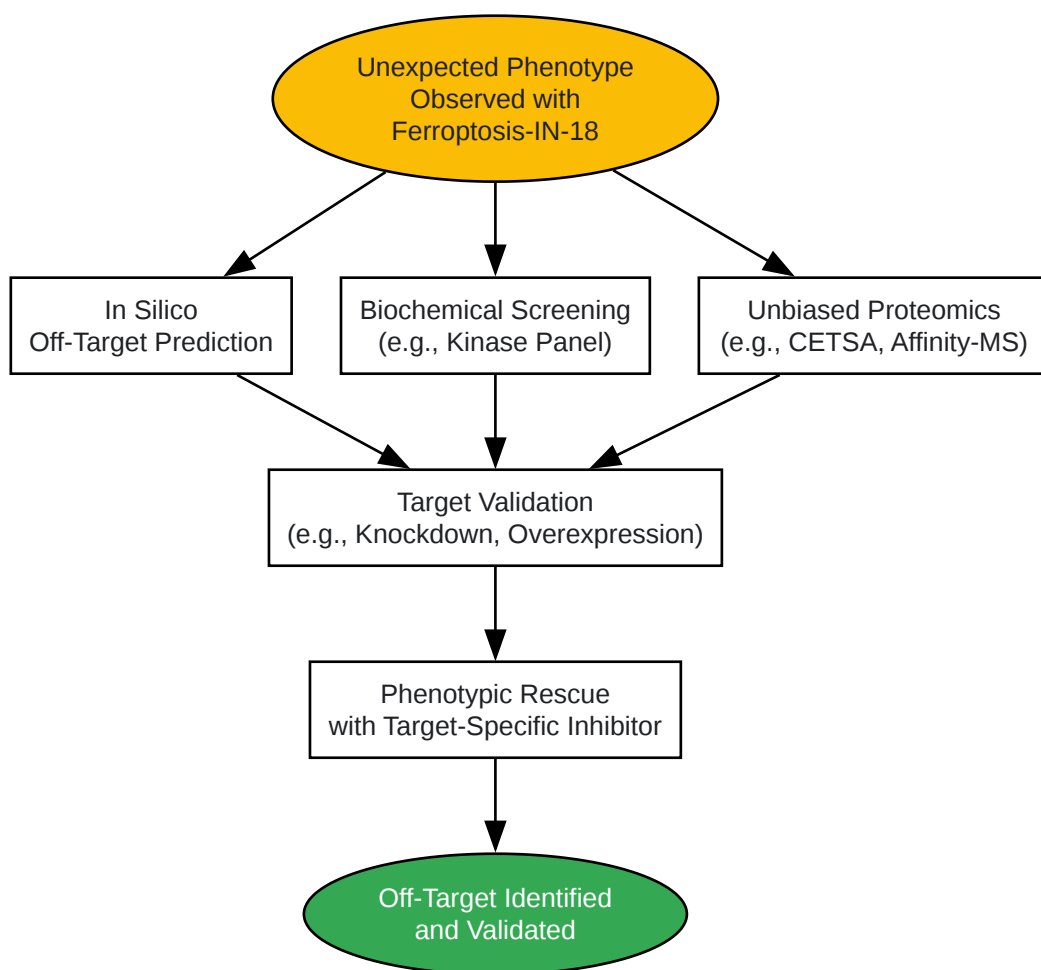 Unexpected Phenotype
Observed with
Ferroptosis-IN-18
In Silico
Off-Target Prediction
Biochemical Screening
(e.g., Kinase Panel)
Unbiased Proteomics
(e.g., CETSA, Affinity-MS)
Target Validation
(e.g., Knockdown, Overexpression)
Phenotypic Rescue
with Target-Specific Inhibitor
Off-Target Identified
and Validated